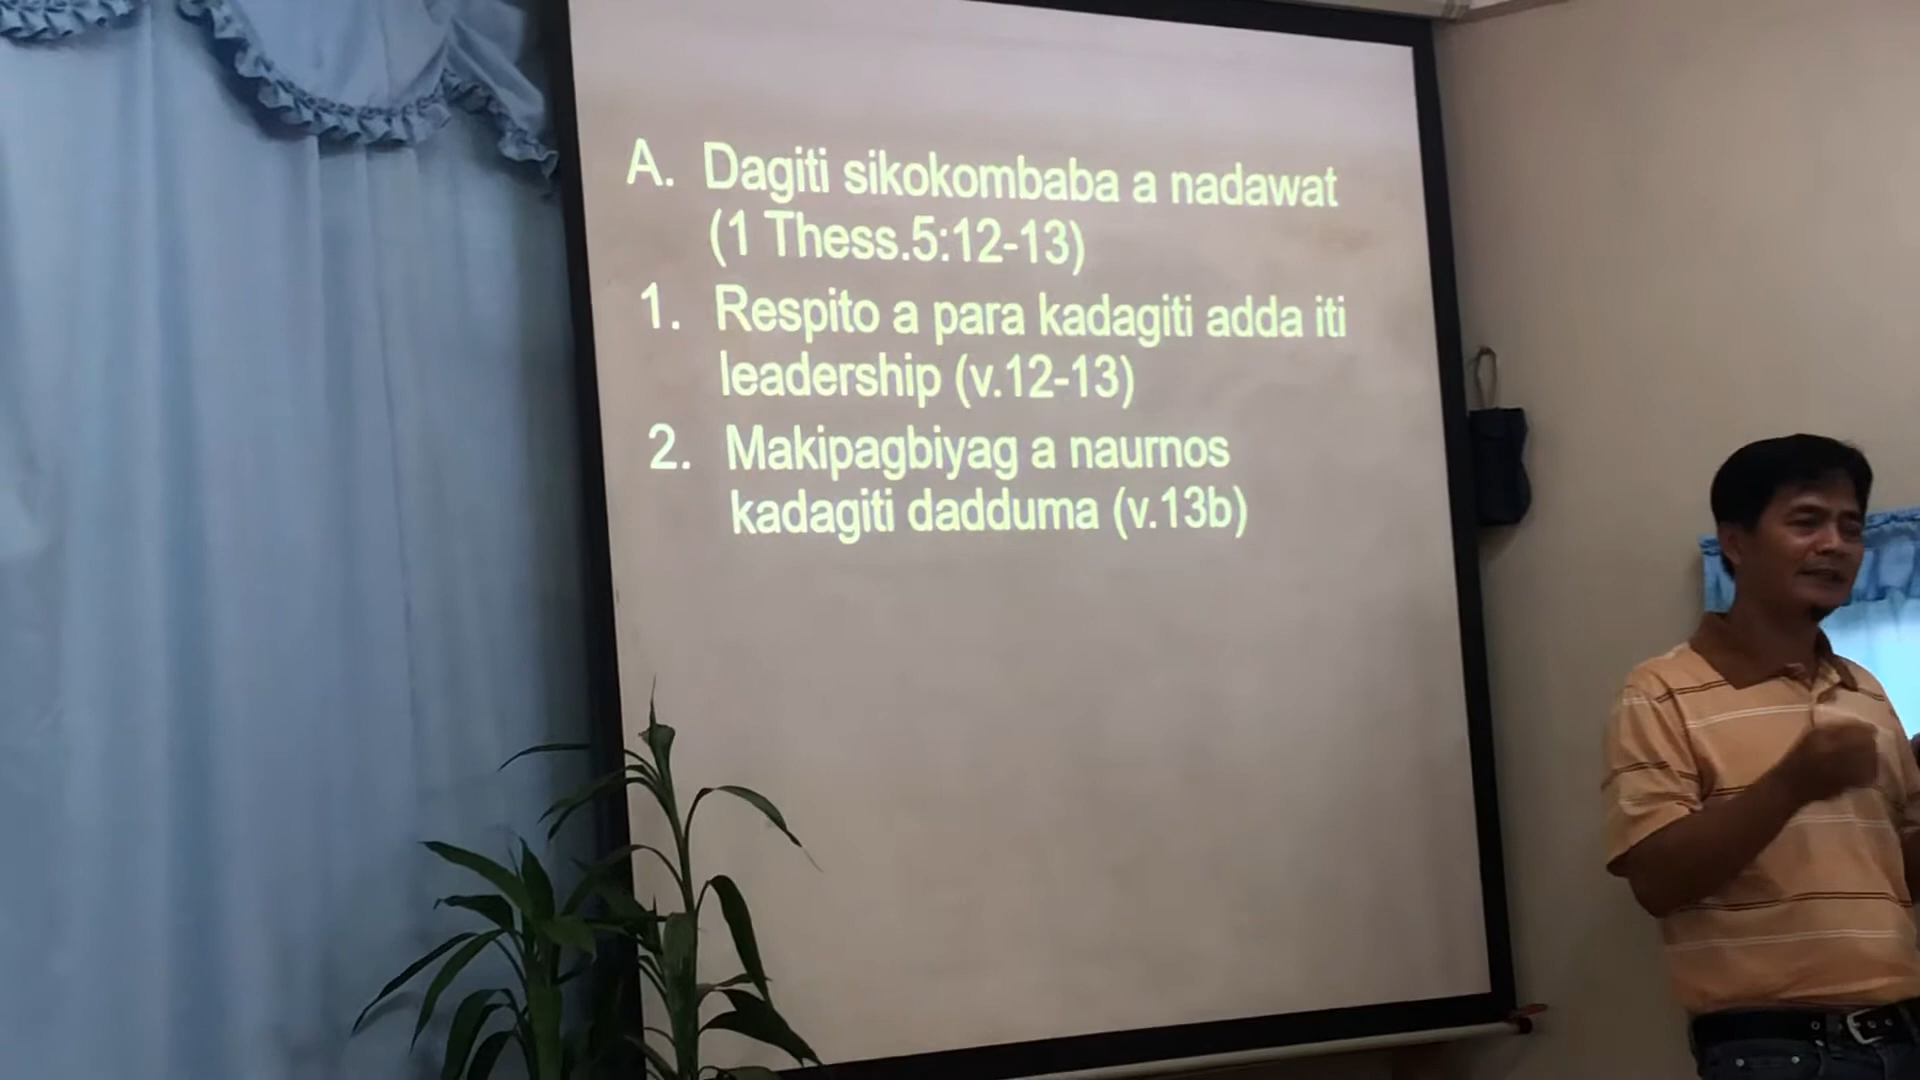 A. Dagiti sikokombaba a nadawat
(1 Thess.5:12-13)
1. Respito a para kadagiti adda iti
leadership (v.12-13)
2. Makipagbiyag a naurnos
kadagiti dadduma (v.13b)